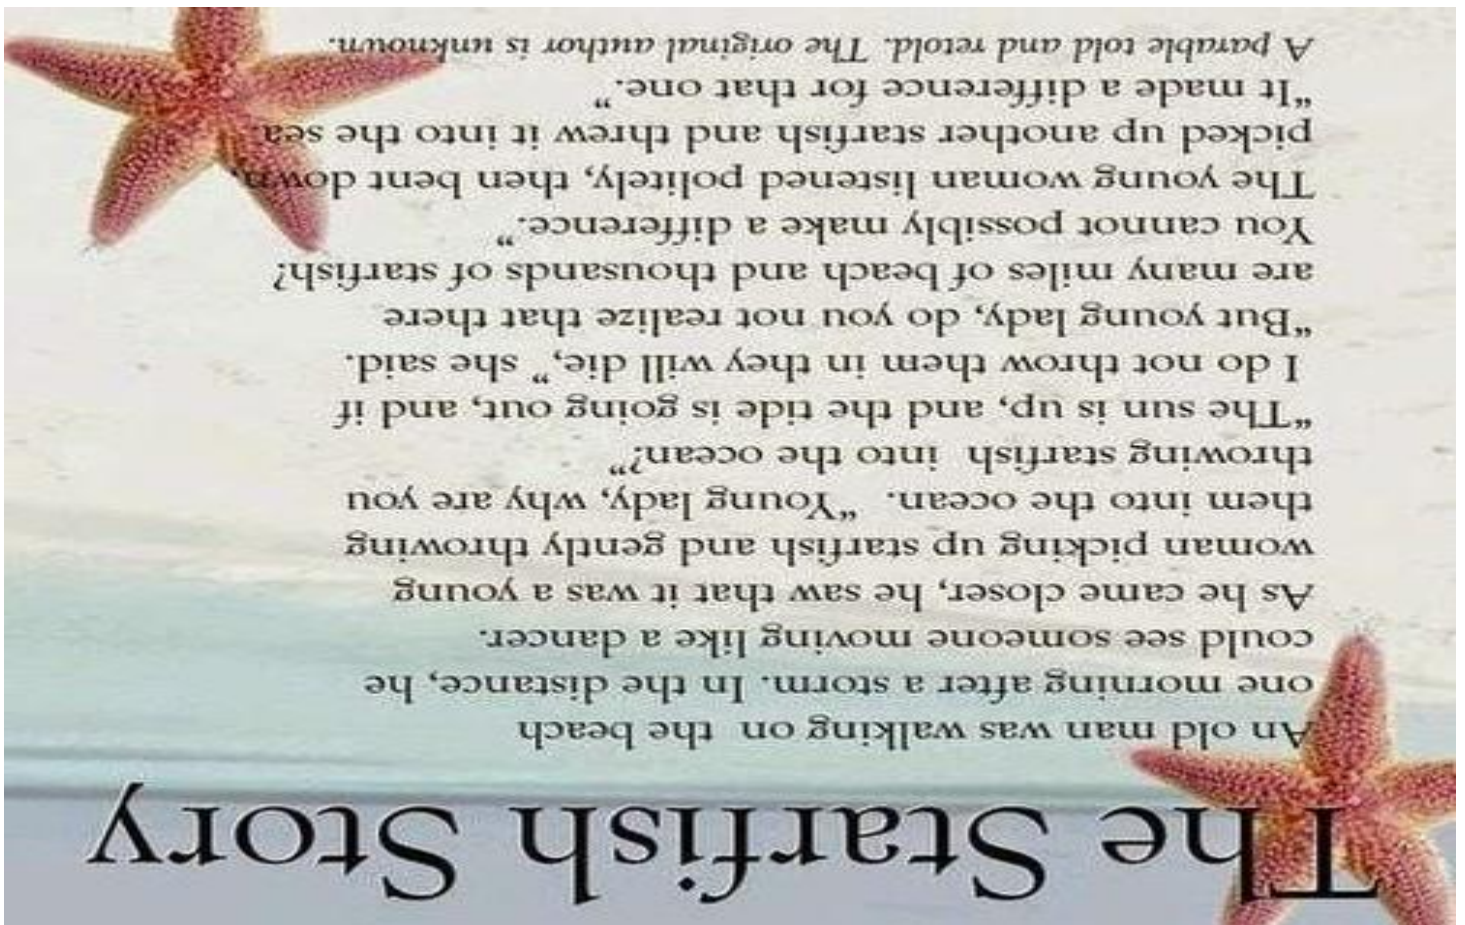 The Starfish Story
An old man was walking on the beach
one morning after a storm. In the distance, he
could see someone moving like a dancer.
As he came closer, he saw that it was a young
woman picking up starfish and gently throwing
them into the ocean. “Young lady, why are you
throwing starfish into the ocean?”
“The sun is up, and the tide is going out, and if
I do not throw them in they will die,” she said.
“But young lady, do you not realize that there
are many miles of beach and thousands of starfish?
You cannot possibly make a difference.”
The young woman listened politely, then bent down,
picked up another starfish and threw it into the sea.
“It made a difference for that one.”
A parable told and retold. The original author is unknown.